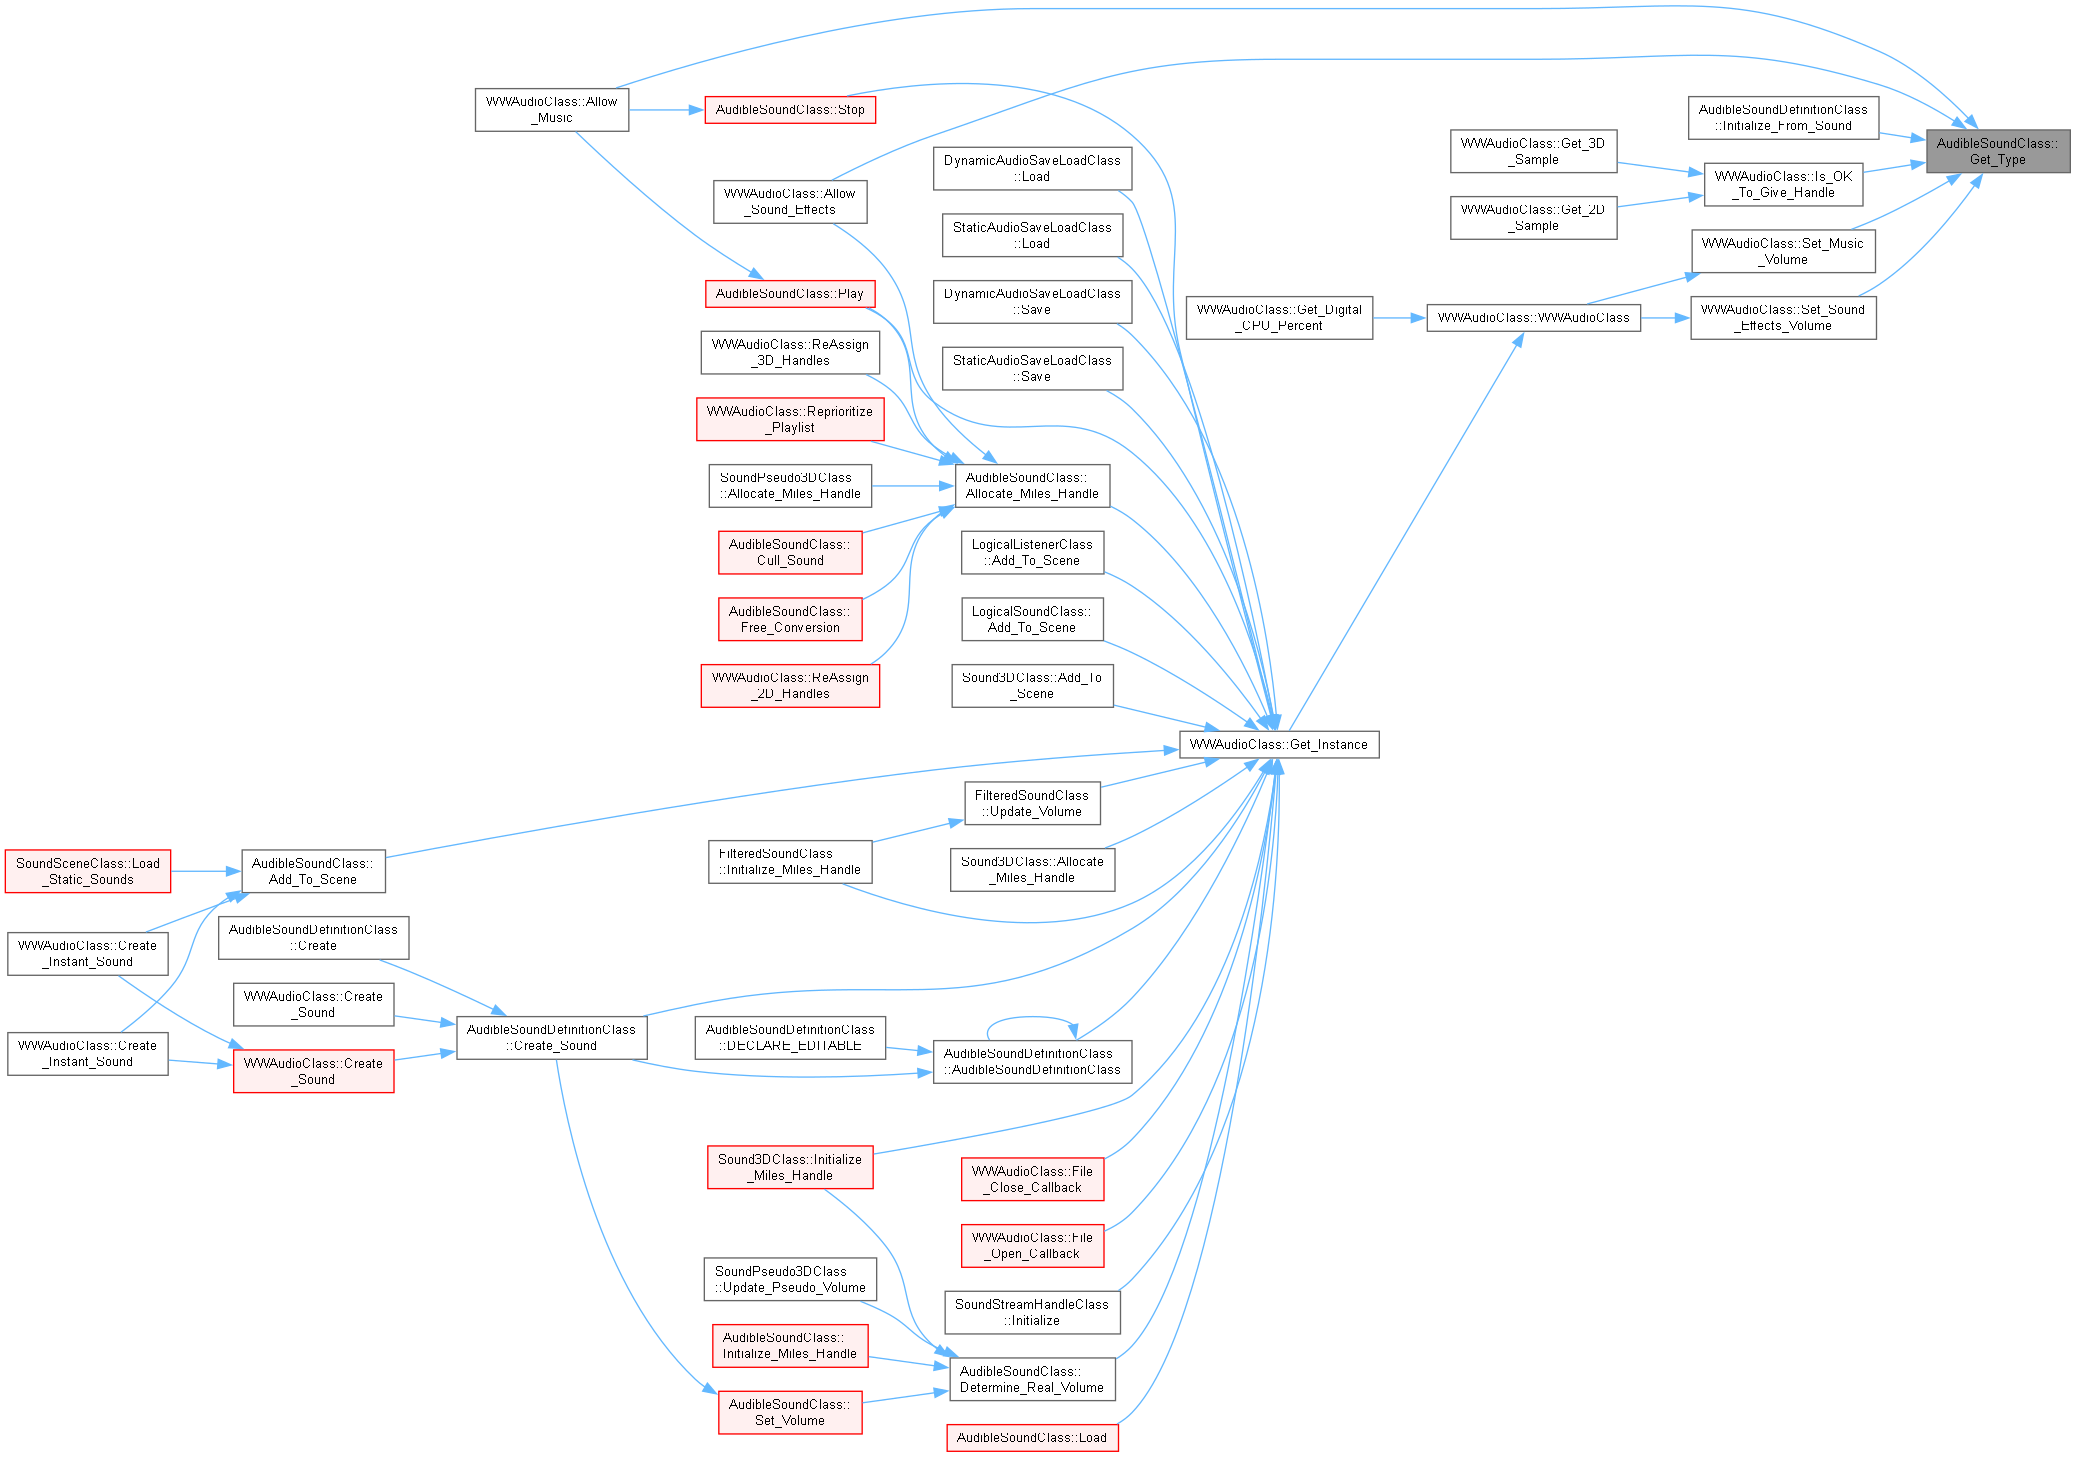 WWAudioClass::Allow
_Music
AudibleSoundClass::Stop
AudibleSoundDefinitionClass
::Initialize_From_Sound
AudibleSoundClass::
Get_Type
WWAudioClass::Get_3D
_Sample
DynamicAudioSaveLoadClass
::Load
WWAudioClass::Is_OK
_To_Give_Handle
WWAudioClass::Allow
_Sound_Effects
WWAudioClass::Get_2D
_Sample
StaticAudioSaveLoadClass
::Load
WWAudioClass::Set_Music
_Volume
AudibleSoundClass::Play
DynamicAudioSaveLoadClass
::Save
WWAudioClass::Get_Digital
_CPU_Percent
WWAudioClass::WWAudioClass
WWAudioClass::Set_Sound
_Effects_Volume
WWAudioClass::ReAssign
_3D_Handles
StaticAudioSaveLoadClass
::Save
WWAudioClass::Reprioritize
_Playlist
SoundPseudo3DClass
::Allocate_Miles_Handle
AudibleSoundClass::
Allocate_Miles_Handle
AudibleSoundClass::
Cull_Sound
LogicalListenerClass
::Add_To_Scene
AudibleSoundClass::
Free_Conversion
LogicalSoundClass::
Add_To_Scene
WWAudioClass::ReAssign
_2D_Handles
Sound3DClass::Add_To
_Scene
WWAudioClass::Get_Instance
FilteredSoundClass
::Update_Volume
SoundSceneClass::Load
_Static_Sounds
AudibleSoundClass::
Add_To_Scene
FilteredSoundClass
::Initialize_Miles_Handle
Sound3DClass::Allocate
_Miles_Handle
AudibleSoundDefinitionClass
::Create
WWAudioClass::Create
_Instant_Sound
WWAudioClass::Create
_Sound
AudibleSoundDefinitionClass
::Create_Sound
AudibleSoundDefinitionClass
::DECLARE_EDITABLE
WWAudioClass::Create
_Instant_Sound
WWAudioClass::Create
_Sound
AudibleSoundDefinitionClass
::AudibleSoundDefinitionClass
Sound3DClass::Initialize
_Miles_Handle
WWAudioClass::File
_Close_Callback
WWAudioClass::File
_Open_Callback
SoundPseudo3DClass
::Update_Pseudo_Volume
SoundStreamHandleClass
::Initialize
AudibleSoundClass::
Initialize_Miles_Handle
AudibleSoundClass::
Determine_Real_Volume
AudibleSoundClass::
Set_Volume
AudibleSoundClass::Load